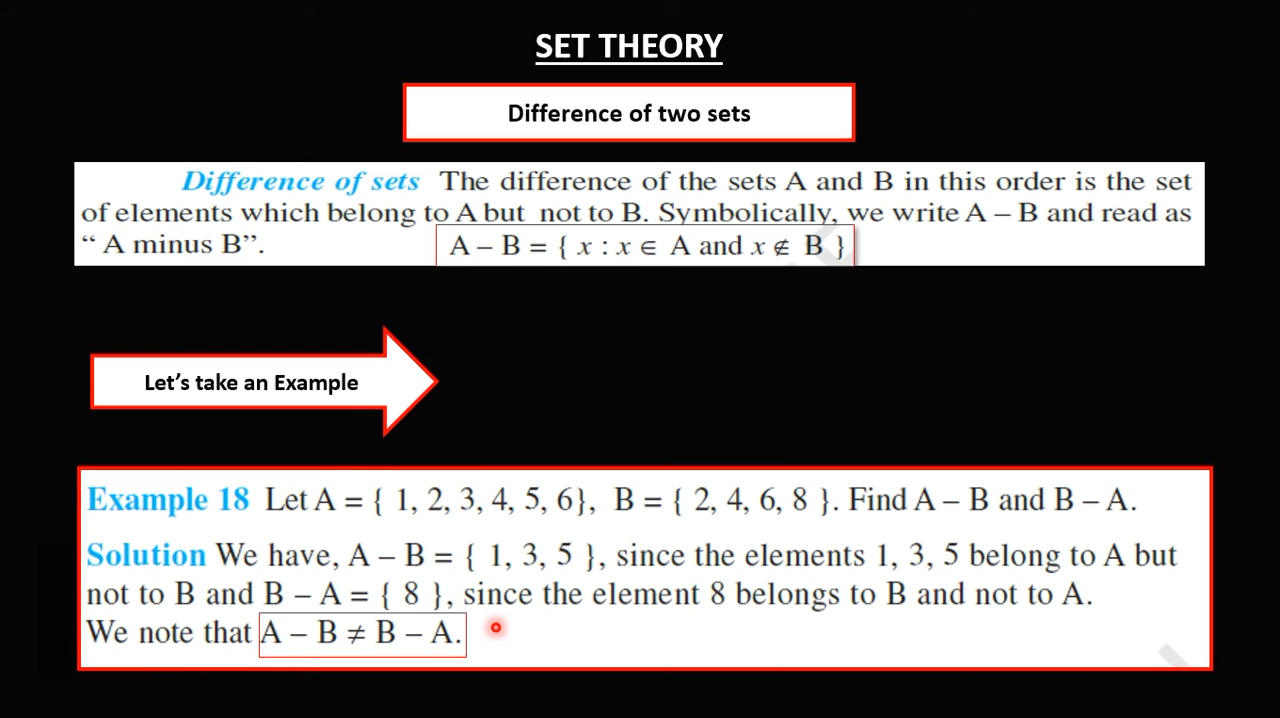 SET THEORY
Difference of two sets
Difference of sets The difference of the sets A and B in this order is the set
of elements which belong to A but not to B. Symbolically, we write A – B and read as
“ A minus B”. A – B = { x : x ∈ A and x ∉ B }
Let’s take an Example
Example 18 Let A = { 1, 2, 3, 4, 5, 6}, B = { 2, 4, 6, 8 }. Find A – B and B – A.
Solution We have, A – B = { 1, 3, 5 }, since the elements 1, 3, 5 belong to A but
not to B and B – A = { 8 }, since the element 8 belongs to B and not to A.
We note that A – B ≠ B – A.